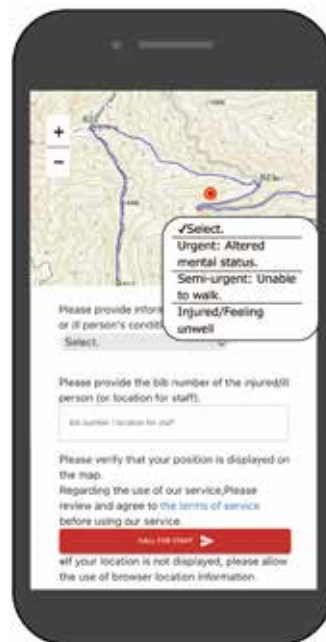 +
−
✓Select.
Urgent: Altered
mental status.
Semi-urgent: Unable
to walk.
Injured/Feeling
unwell
Please provide inform
or ill person's conditi
Select.
Please provide the bib number of the injured/ill
person (or location for staff).
Bib number / location for staff
Please verify that your position is displayed on
the map.
Regarding the use of our service,Please
review and agree to the terms of service
before using our service.
CALL FOR STAFF
※If your location is not displayed, please allow
the use of browser location information.